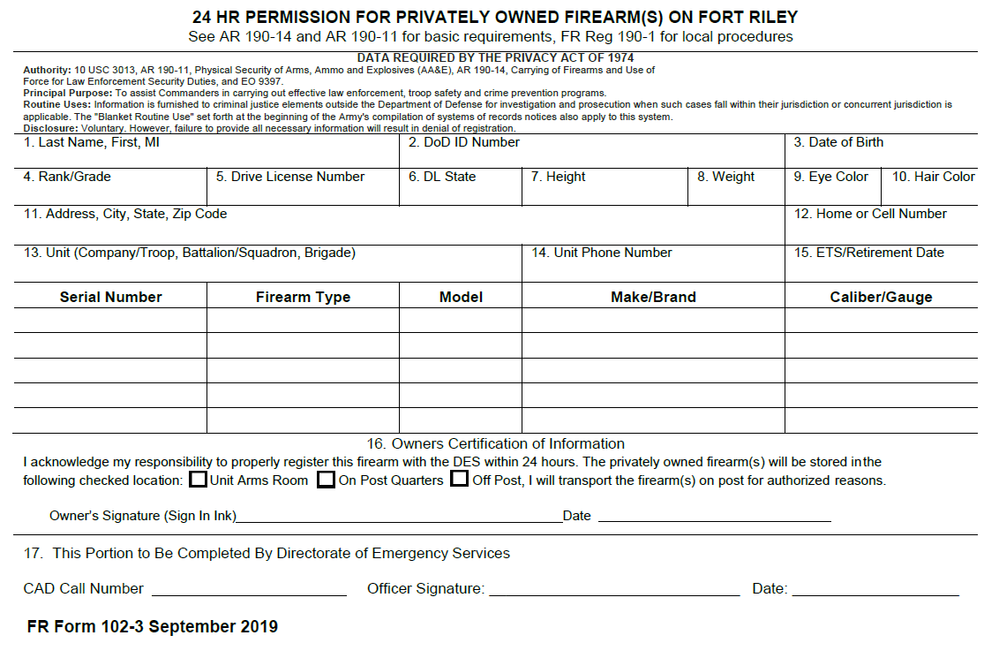 24 HR PERMISSION FOR PRIVATELY OWNED FIREARM(S) ON FORT RILEY
See AR 190-14 and AR 190-11 for basic requirements, FR Reg 190-1 for local procedures
DATA REQUIRED BY THE PRIVACY ACT OF 1974
Authority: 10 USC 3013, AR 190-11, Physical Security of Arms, Ammo and Explosives (AA&E), AR 190-14, Carrying of Firearms and Use of
Force for Law Enforcement Security Duties, and EO 9397.
Principal Purpose: To assist Commanders in carrying out effective law enforcement, troop safety and crime prevention programs.
Routine Uses: Information is furnished to criminal justice elements outside the Department of Defense for investigation and prosecution when such cases fall within their jurisdiction or concurrent jurisdiction is
applicable. The "Blanket Routine Use" set forth at the beginning of the Army's compilation of systems of records notices also apply to this system.
Disclosure: Voluntary. However, failure to provide all necessary information will result in denial of registration.
1. Last Name, First, MI 2. DoD ID Number 3. Date of Birth
4. Rank/Grade 5. Drive License Number 6. DL State 7. Height 8. Weight 9. Eye Color 10. Hair Color
11. Address, City, State, Zip Code 12. Home or Cell Number
13. Unit (Company/Troop, Battalion/Squadron, Brigade) 14. Unit Phone Number 15. ETS/Retirement Date
Serial Number Firearm Type Model Make/Brand Caliber/Gauge
16. Owners Certification of Information
I acknowledge my responsibility to properly register this firearm with the DES within 24 hours. The privately owned firearm(s) will be stored in the
following checked location: Unit Arms Room On Post Quarters Off Post, I will transport the firearm(s) on post for authorized reasons.
Owner's Signature (Sign In Ink) Date
17. This Portion to Be Completed By Directorate of Emergency Services
CAD Call Number Officer Signature: Date:
FR Form 102-3 September 2019